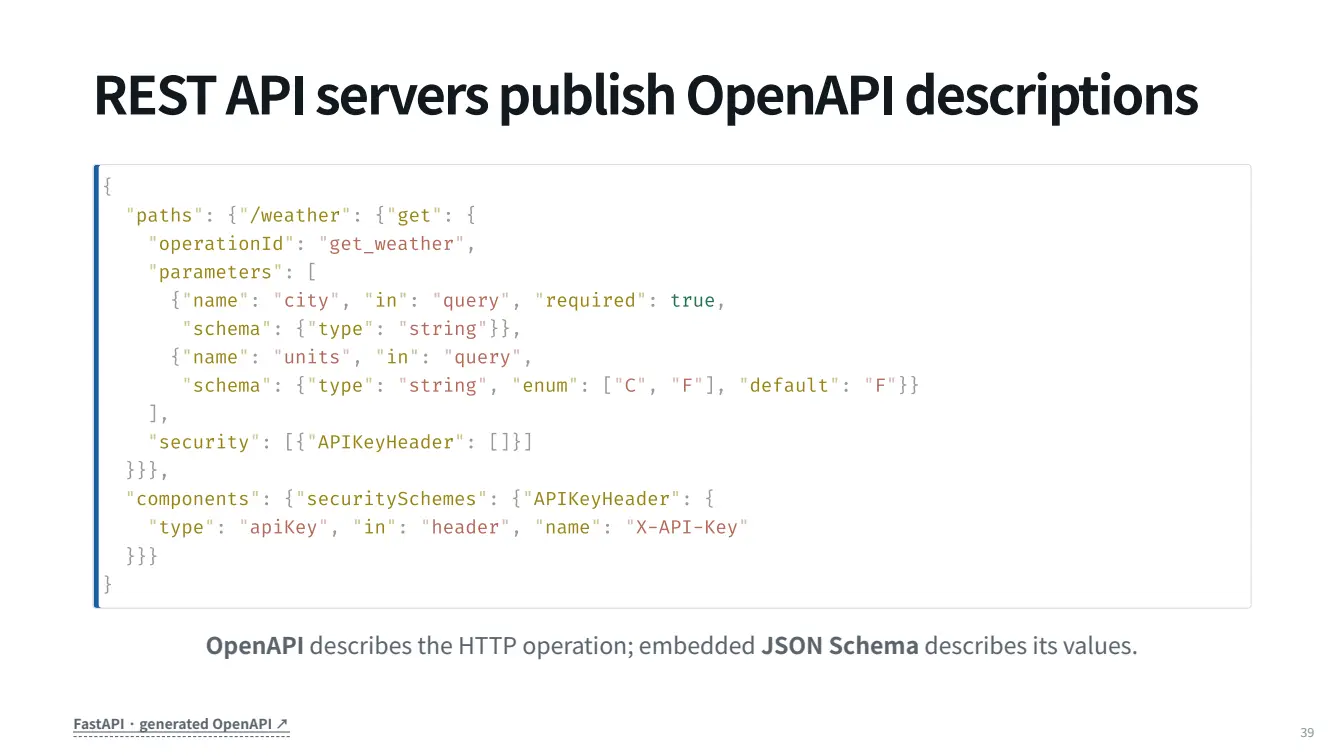 REST API servers publish OpenAPI descriptions
{
  "paths": {"/weather": {"get": {
    "operationId": "get_weather",
    "parameters": [
      {"name": "city", "in": "query", "required": true,
       "schema": {"type": "string"}},
      {"name": "units", "in": "query",
       "schema": {"type": "string", "enum": ["C", "F"], "default": "F"}}
    ],
    "security": [{"APIKeyHeader": []}]
  }}},
  "components": {"securitySchemes": {"APIKeyHeader": {
    "type": "apiKey", "in": "header", "name": "X-API-Key"
  }}}
}
OpenAPI describes the HTTP operation; embedded JSON Schema describes its values.
FastAPI · generated OpenAPI ↗
39